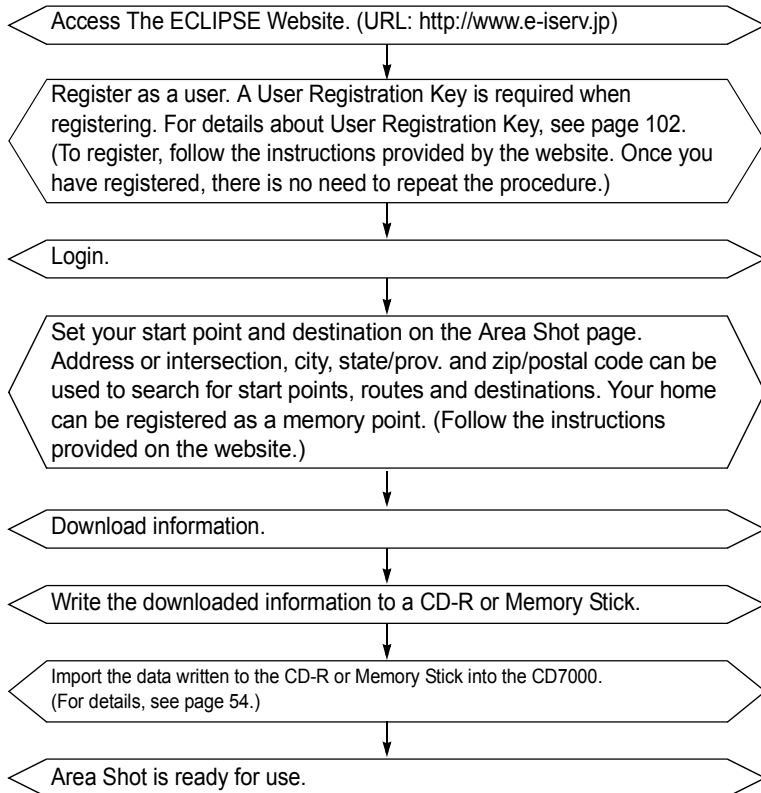 Access The ECLIPSE Website. (URL: http://www.e-iserv.jp)
Register as a user. A User Registration Key is required when
registering. For details about User Registration Key, see page 102.
(To register, follow the instructions provided by the website. Once you
have registered, there is no need to repeat the procedure.)
Login.
Set your start point and destination on the Area Shot page.
Address or intersection, city, state/prov. and zip/postal code can be
used to search for start points, routes and destinations. Your home
can be registered as a memory point. (Follow the instructions
provided on the website.)
Download information.
Write the downloaded information to a CD-R or Memory Stick.
Import the data written to the CD-R or Memory Stick into the CD7000.
(For details, see page 54.)
Area Shot is ready for use.